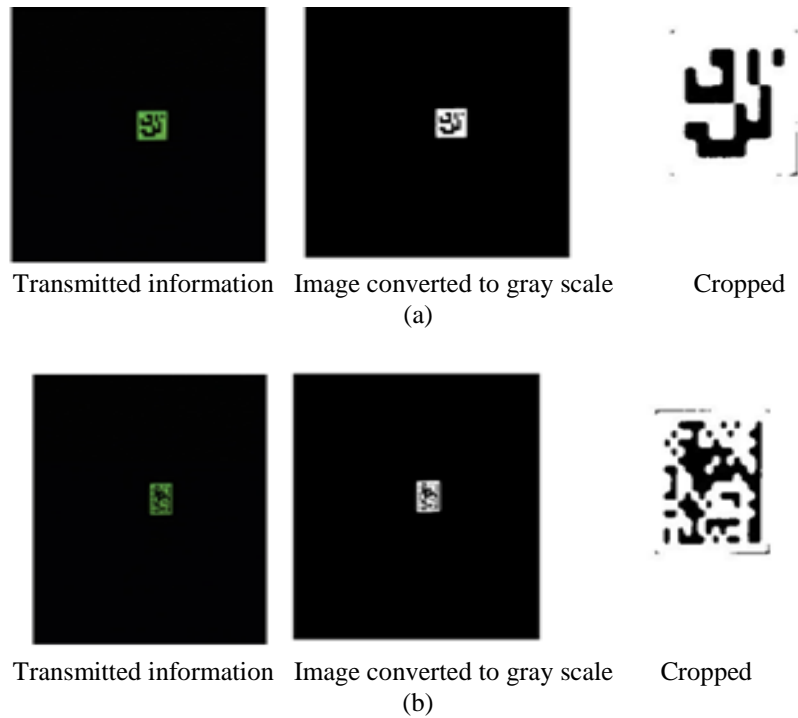 Transmitted information Image converted to gray scale Cropped
(a)
Transmitted information Image converted to gray scale Cropped
(b)